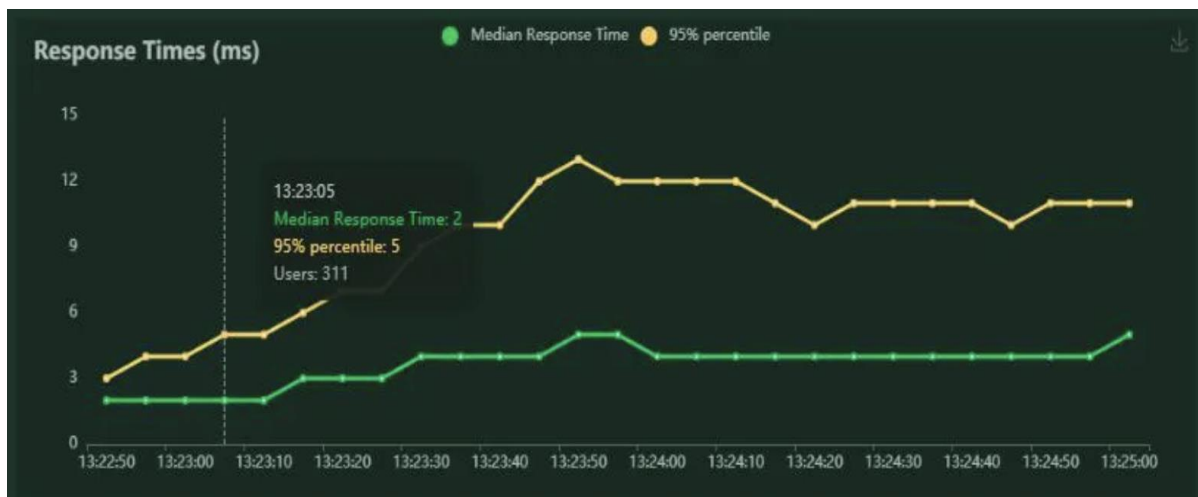 Response Times (ms)
Median Response Time 95% percentile
15
12
9
6
3
0
13:23:05
Median Response Time: 2
95% percentile: 5
Users: 311
13:22:50 13:23:00 13:23:10 13:23:20 13:23:30 13:23:40 13:23:50 13:24:00 13:24:10 13:24:20 13:24:30 13:24:40 13:24:50 13:25:00